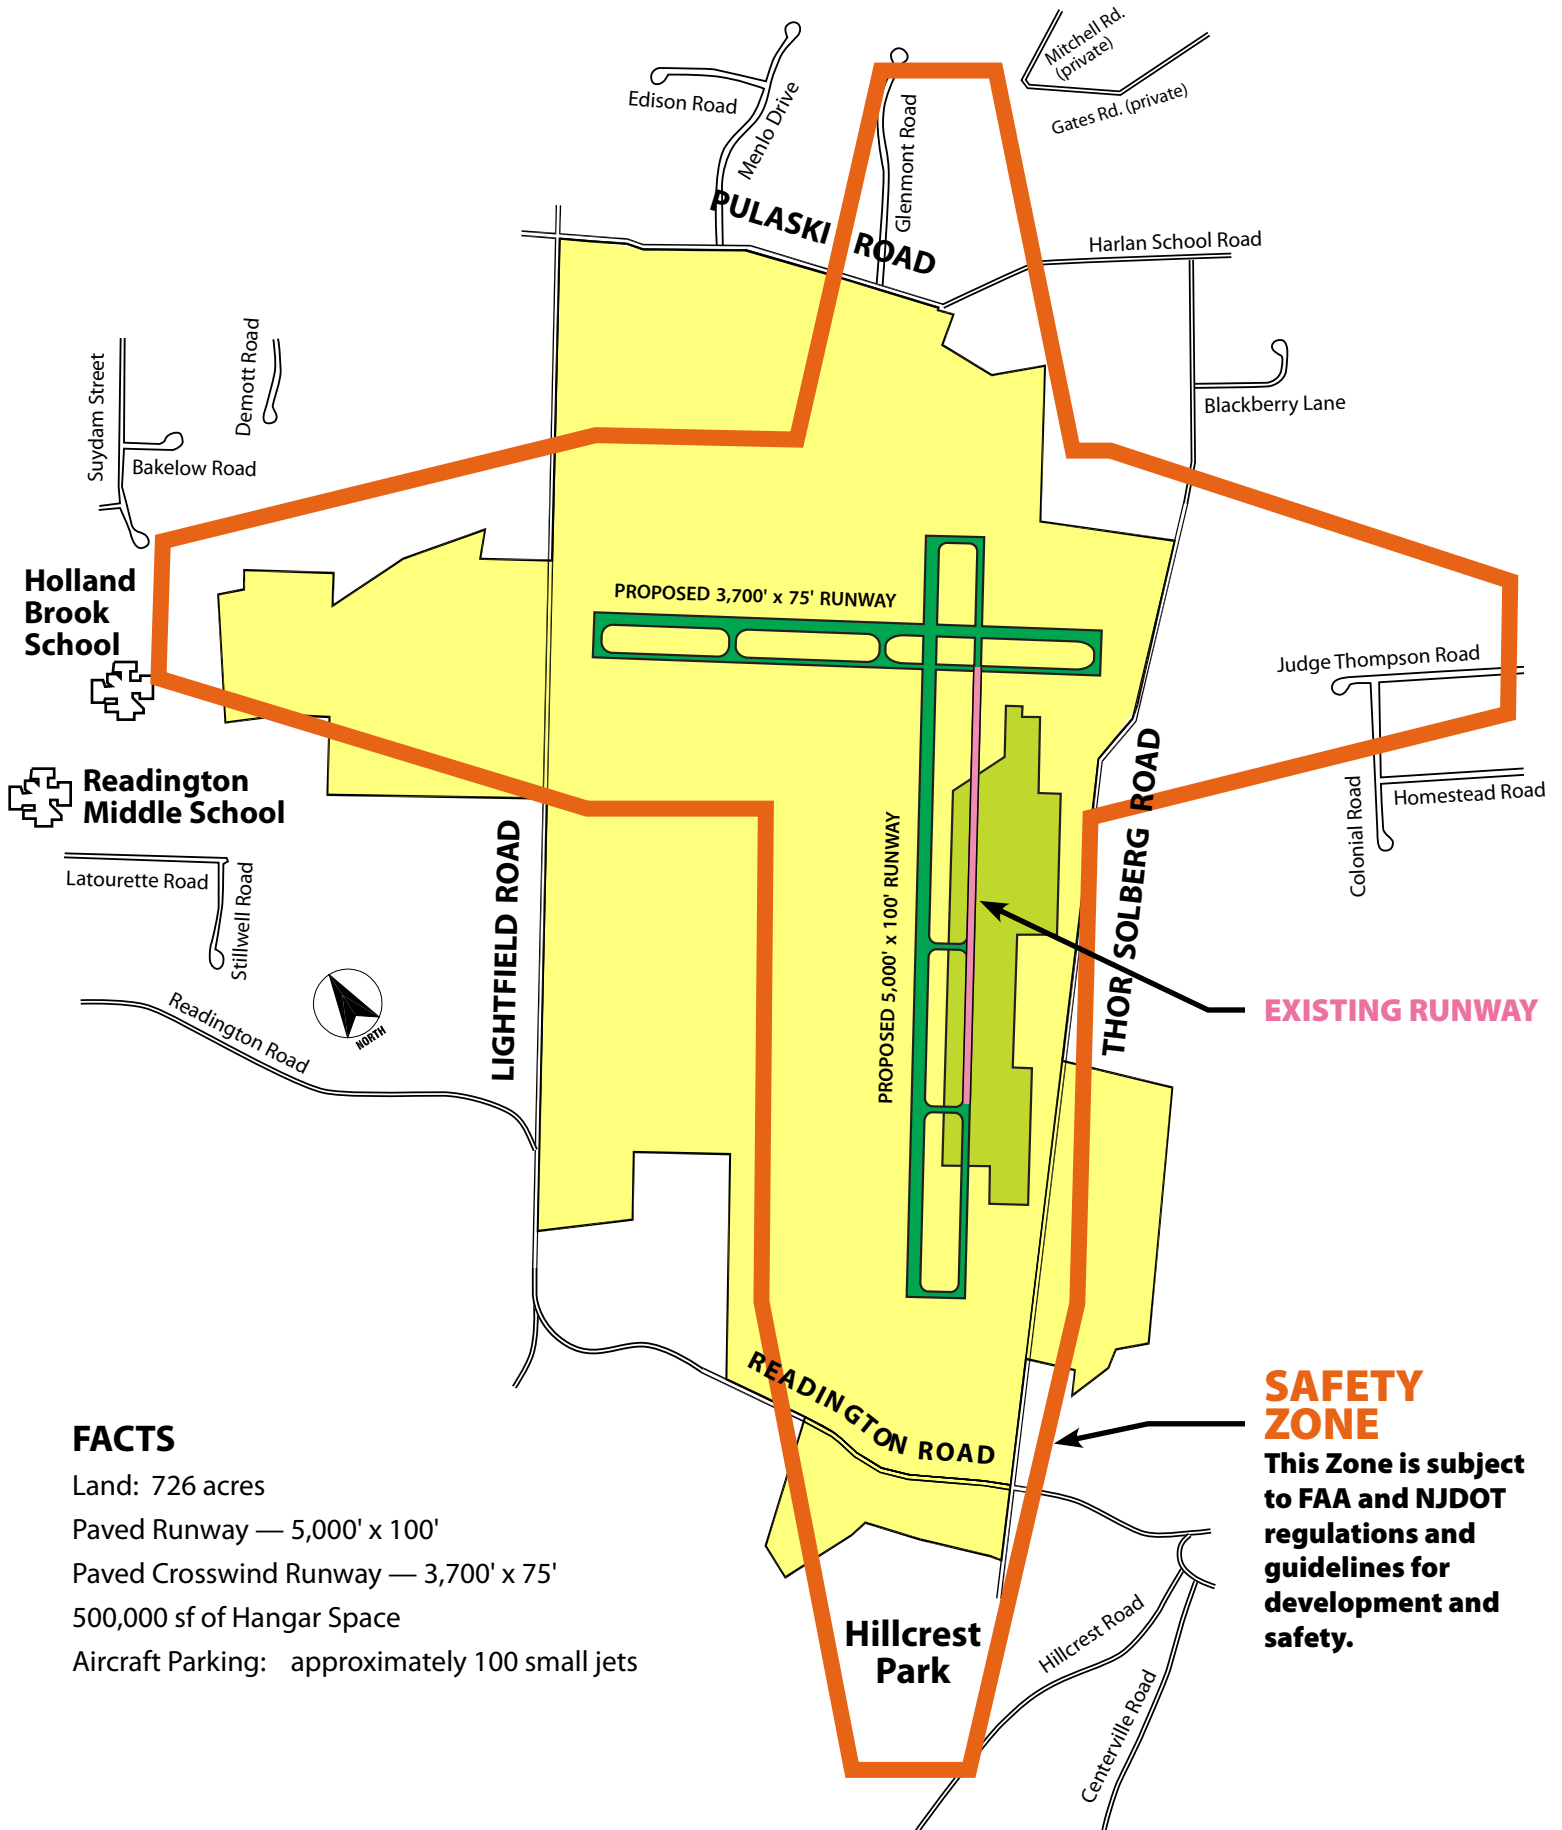 Mitchell Rd.
(private)
Gates Rd. (private)
Edison Road
Menlo Drive
Glenmont Road
PULASKI ROAD
Harlan School Road
Blackberry Lane
Suydam Street
Demott Road
Bakelow Road
Holland
Brook
School
PROPOSED 3,700' x 75' RUNWAY
Judge Thompson Road
Readington
Middle School
Homestead Road
Colonial Road
THOR SOLBERG ROAD
LIGHTFIELD ROAD
PROPOSED 5,000' x 100' RUNWAY
Latourette Road
Stillwell Road
Readington Road
NORTH
EXISTING RUNWAY
READINGTON ROAD
SAFETY
ZONE
This Zone is subject
to FAA and NJDOT
regulations and
guidelines for
development and
safety.
FACTS
Land: 726 acres
Paved Runway — 5,000' x 100'
Paved Crosswind Runway — 3,700' x 75'
500,000 sf of Hangar Space
Aircraft Parking: approximately 100 small jets
Hillcrest
Park
Hillcrest Road
Centerville Road